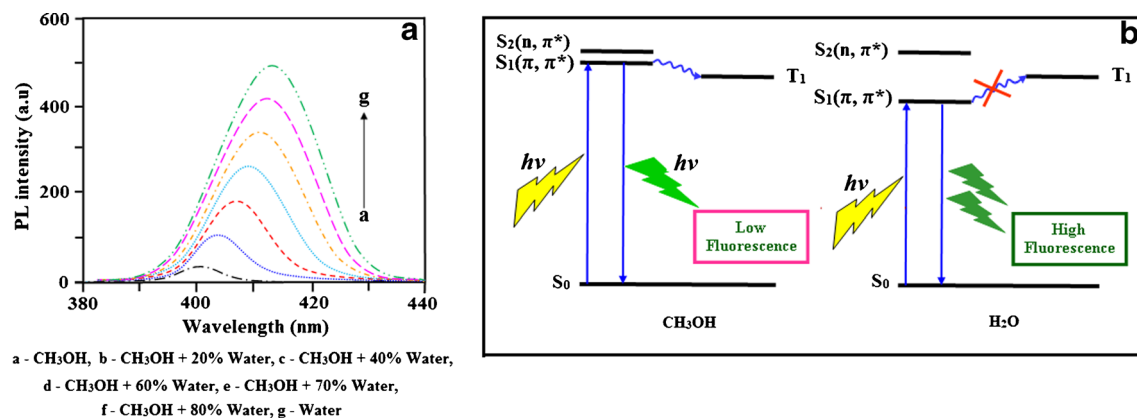 a
600
400
200
0
PL intensity (a.u)
g
a
380
400
420
440
Wavelength (nm)
a - CH3OH, b - CH3OH + 20% Water, c - CH3OH + 40% Water,
d - CH3OH + 60% Water, e - CH3OH + 70% Water,
f - CH3OH + 80% Water, g - Water
b
S2(n, π*)
S1(π, π*)
T1
hν
hν
Low
Fluorescence
S0
CH3OH
S2(n, π*)
S1(π, π*)
T1
hν
High
Fluorescence
S0
H2O